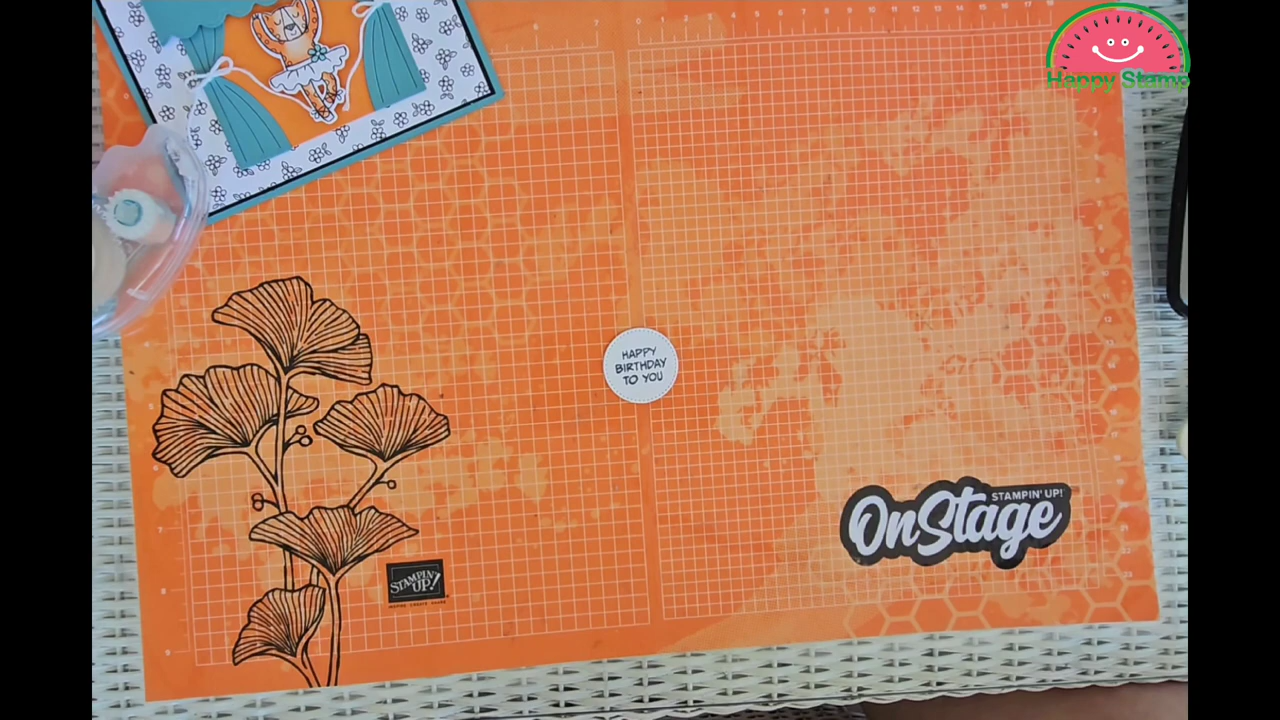 Happy Stamp
HAPPY
BIRTHDAY
TO YOU
STAMPIN' UP!
OnStage
STAMPIN'
UP!